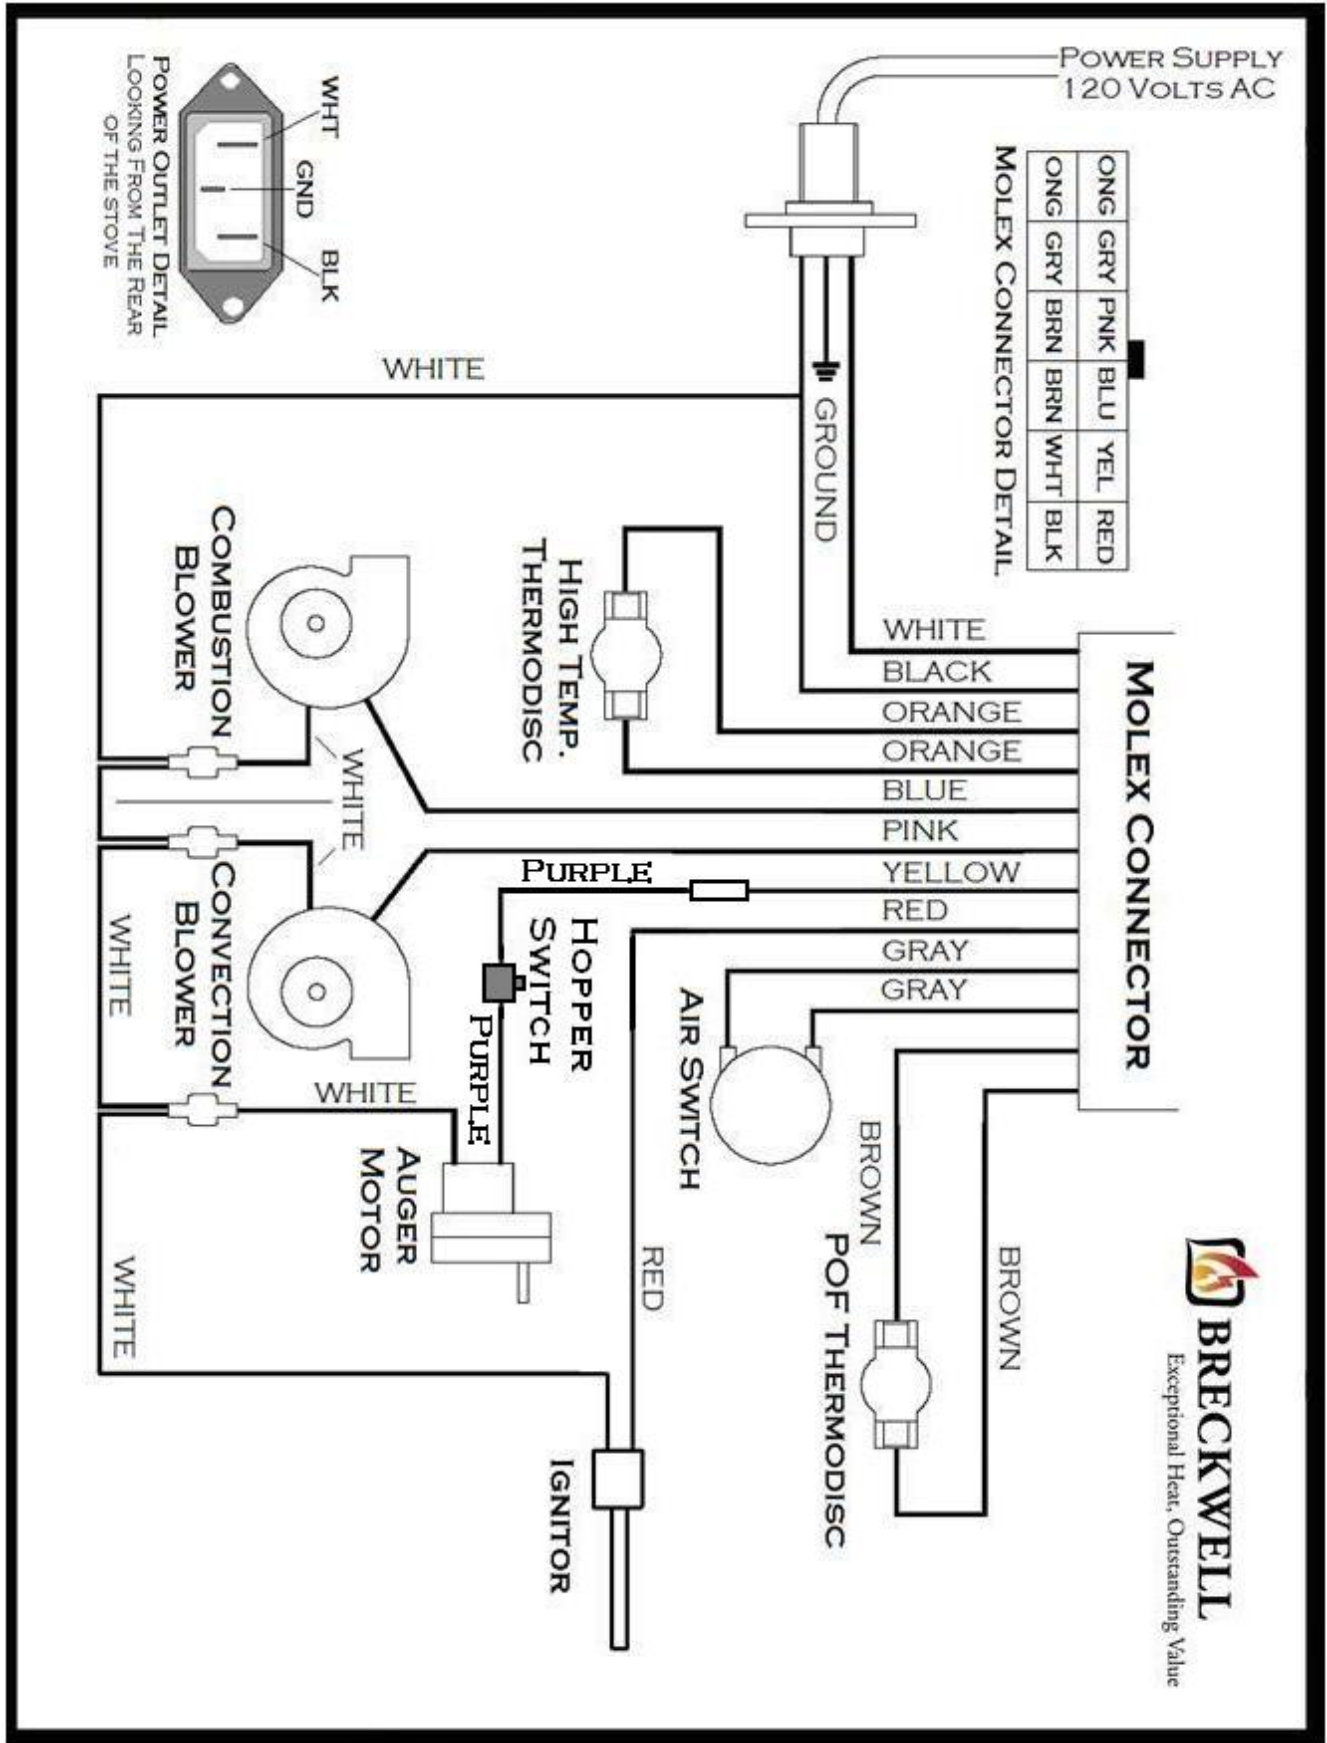 POWER SUPPLY
120 VOLTS AC
ONG GRY PNK BLU YEL RED
ONG GRY BRN BRN WHT BLK
MOLEX CONNECTOR DETAIL
WHT
GND
BLK
POWER OUTLET DETAIL
LOOKING FROM THE REAR
OF THE STOVE
WHITE
GROUND
HIGH TEMP.
THERMODISC
COMBUSTION
BLOWER
WHITE
BLACK
ORANGE
ORANGE
BLUE
PINK
YELLOW
RED
GRAY
GRAY
MOLEX CONNECTOR
WHITE
PURPLE
HOPPER
SWITCH
PURPLE
CONVECTION
BLOWER
WHITE
WHITE
AIR SWITCH
BROWN
BROWN
POF THERMODISC
AUGER
MOTOR
RED
WHITE
IGNITOR
BRECKWELL
Exceptional Heat, Outstanding Value